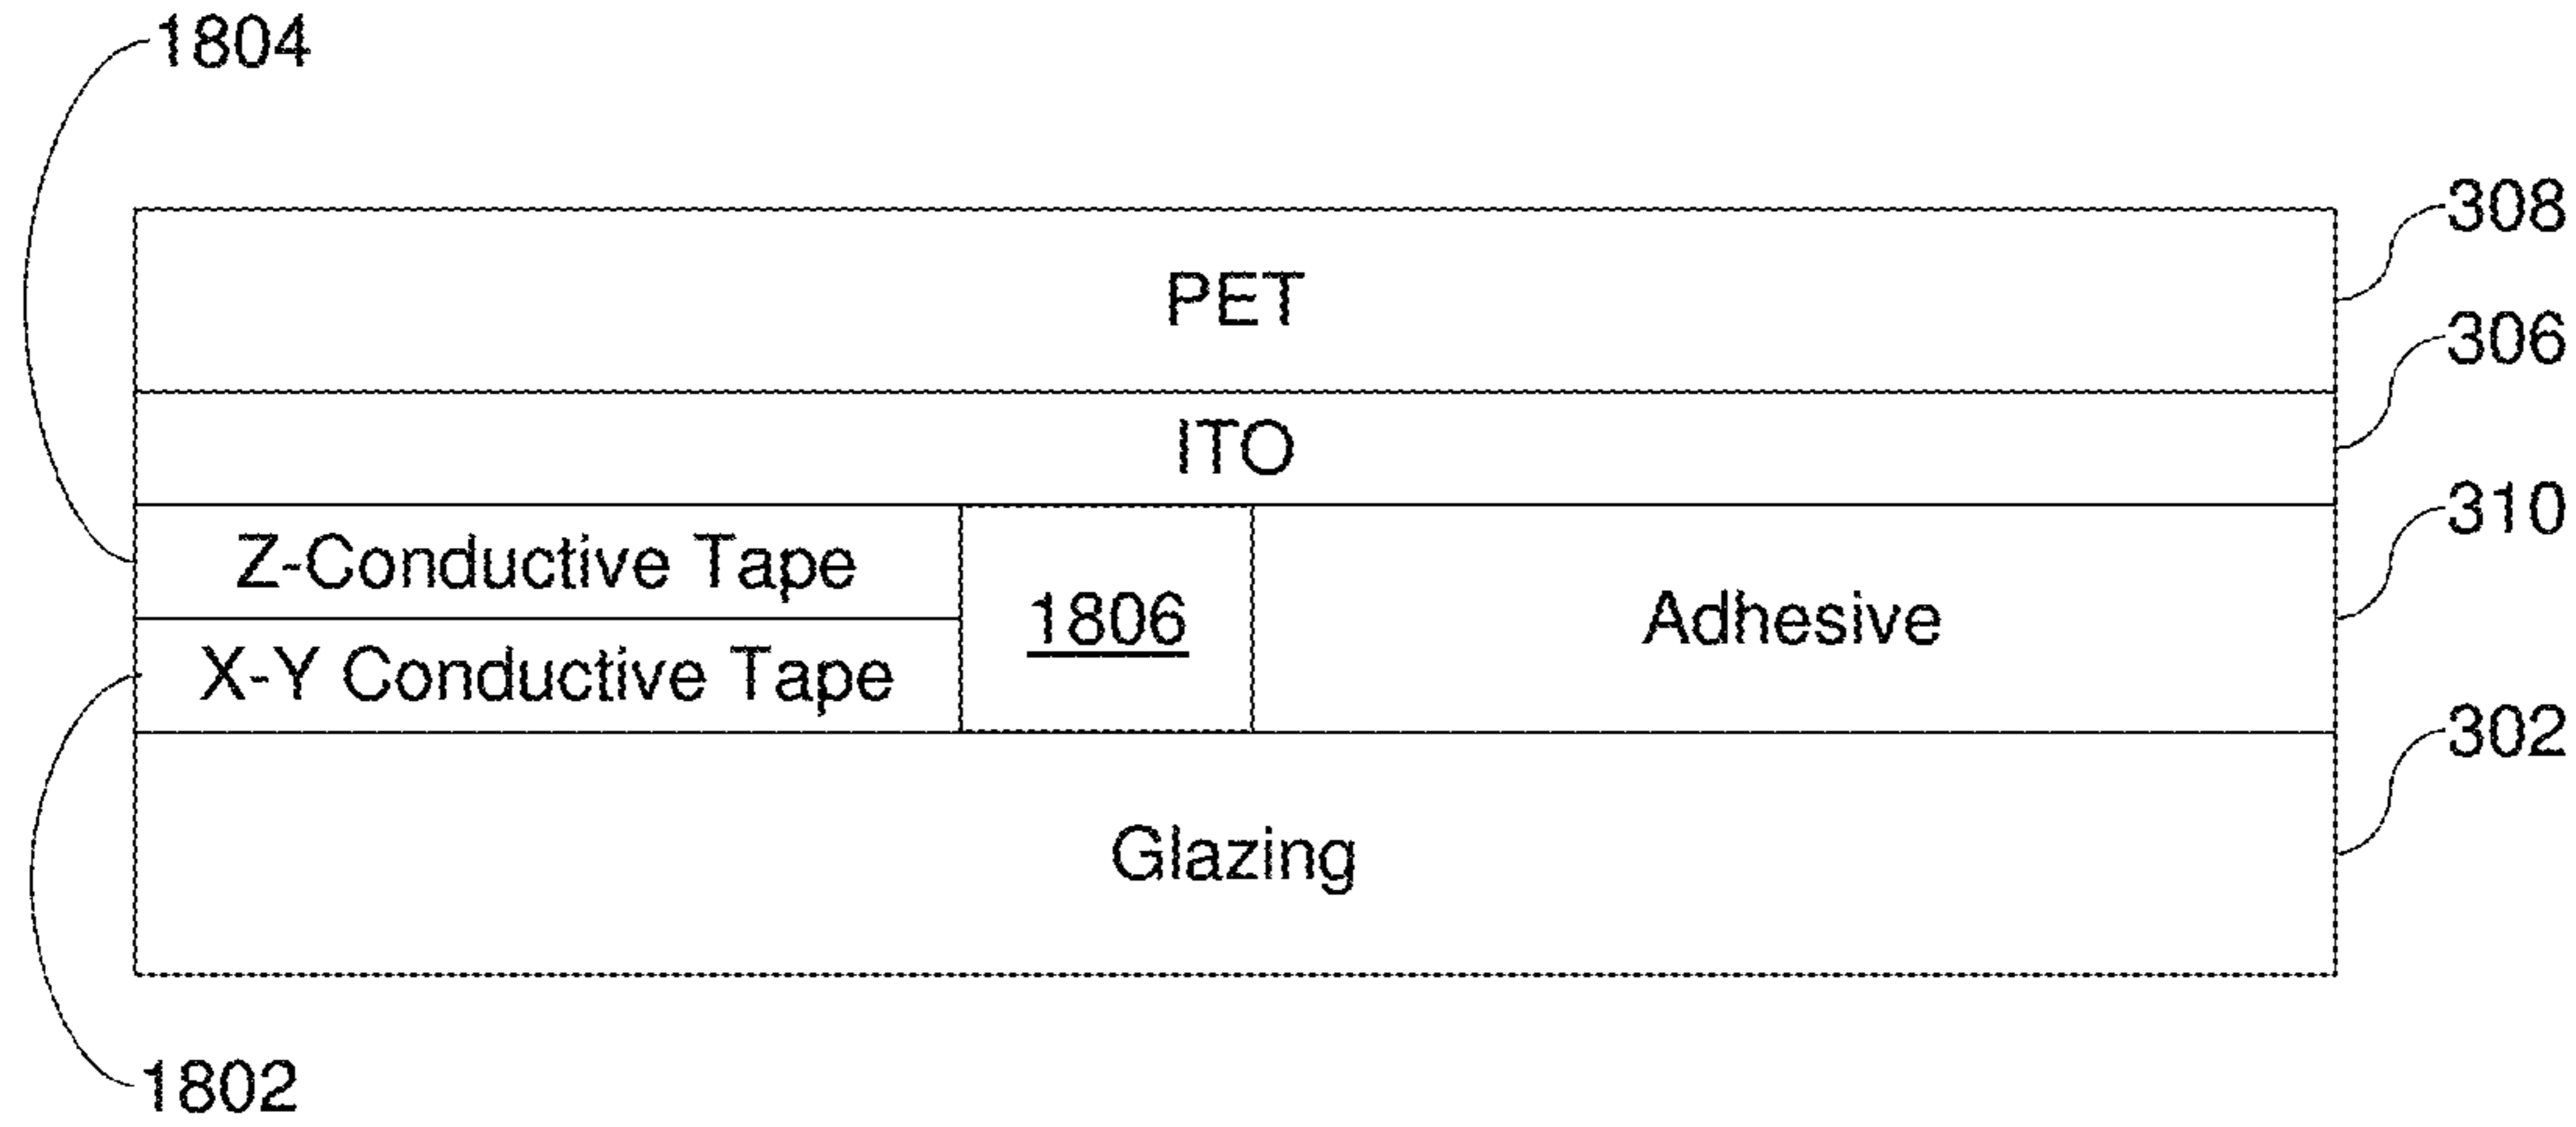 1804
308
PET
306
ITO
310
Z-Conductive Tape
1806
Adhesive
X-Y Conductive Tape
302
Glazing
1802